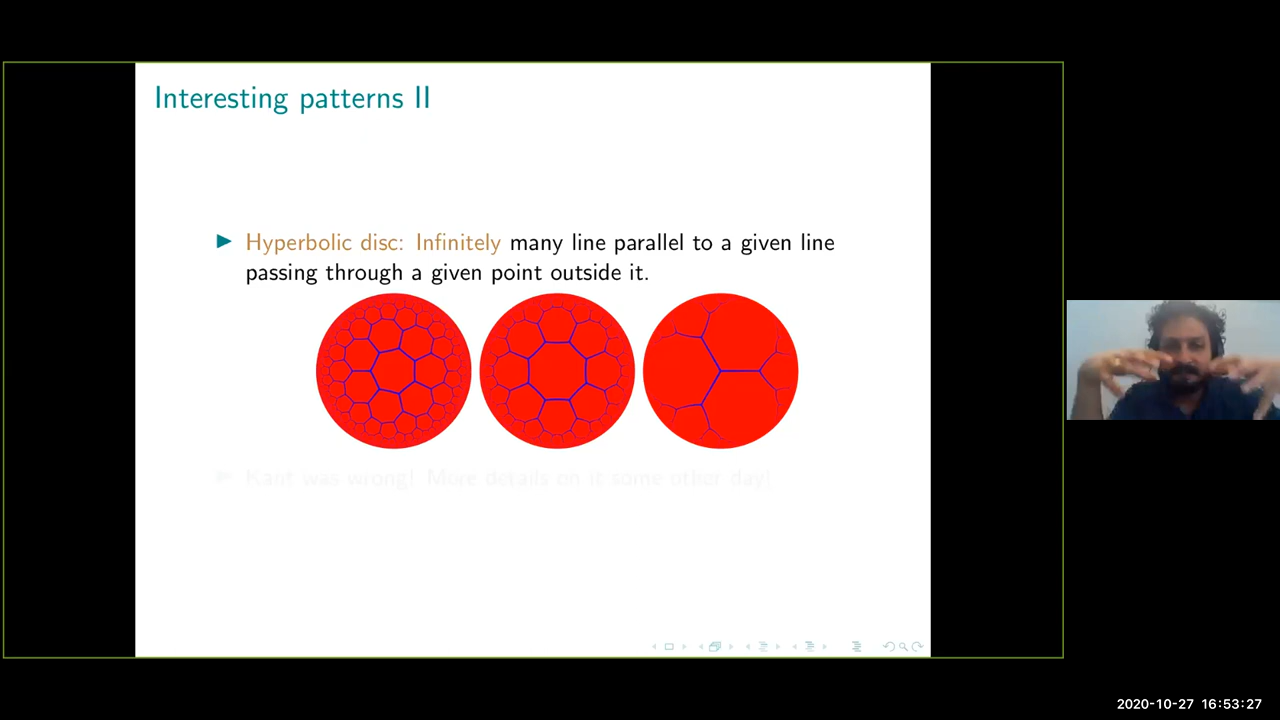 Interesting patterns II
▶ Hyperbolic disc: Infinitely many line parallel to a given line
passing through a given point outside it.
▶ Kant was wrong! More details on it some other day!
2020-10-27 16:53:27